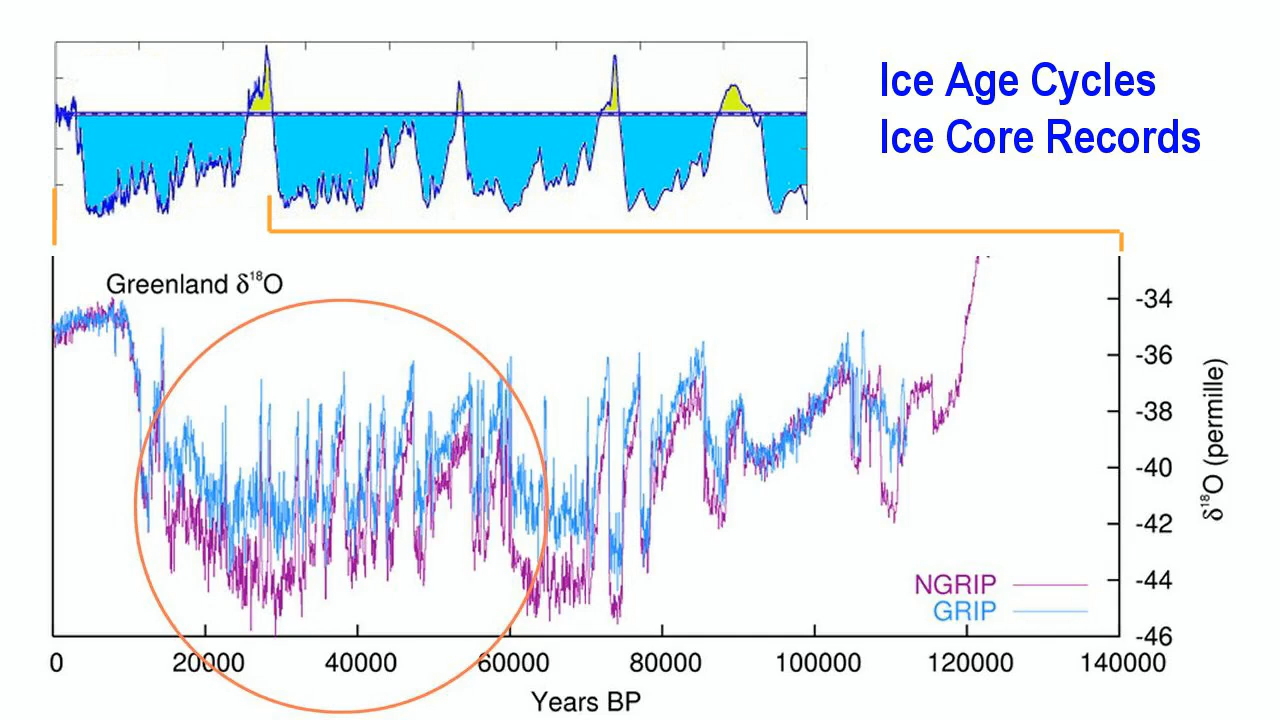 Ice Age Cycles
Ice Core Records
Greenland δ¹⁸O
-34
-36
-38
-40
-42
-44
-46
δ¹⁸O (permille)
NGRIP
GRIP
0 20000 40000 60000 80000 100000 120000 140000
Years BP